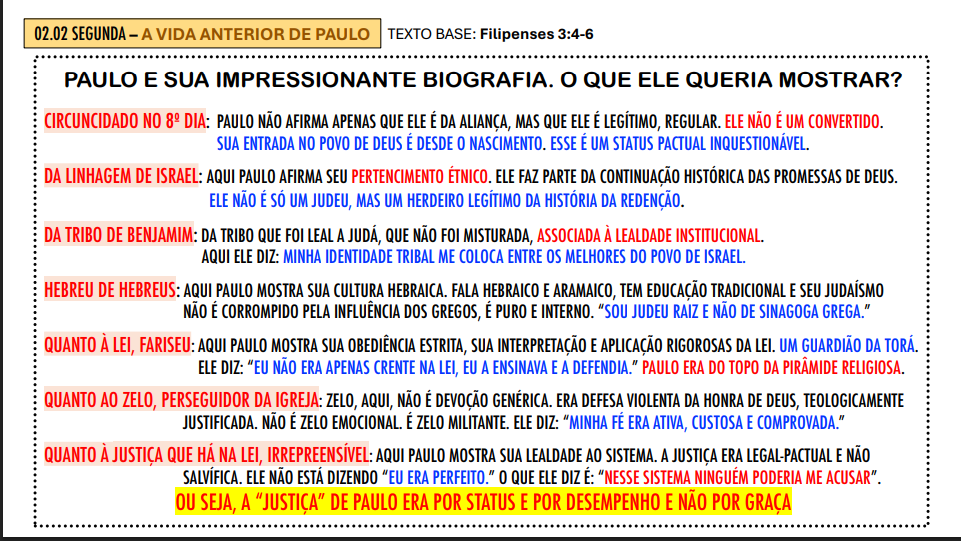 02.02 SEGUNDA – A VIDA ANTERIOR DE PAULO TEXTO BASE: Filipenses 3:4-6
PAULO E SUA IMPRESSIONANTE BIOGRAFIA. O QUE ELE QUERIA MOSTRAR?
CIRCUNCIDADO NO 8º DIA: PAULO NÃO AFIRMA APENAS QUE ELE É DA ALIANÇA, MAS QUE ELE É LEGÍTIMO, REGULAR. ELE NÃO É UM CONVERTIDO.
SUA ENTRADA NO POVO DE DEUS É DESDE O NASCIMENTO. ESSE É UM STATUS PACTUAL INQUESTIONÁVEL.
DA LINHAGEM DE ISRAEL: AQUI PAULO AFIRMA SEU PERTENCIMENTO ÉTNICO. ELE FAZ PARTE DA CONTINUAÇÃO HISTÓRICA DAS PROMESSAS DE DEUS.
ELE NÃO É SÓ UM JUDEU, MAS UM HERDEIRO LEGÍTIMO DA HISTÓRIA DA REDENÇÃO.
DA TRIBO DE BENJAMIM: DA TRIBO QUE FOI LEAL A JUDÁ, QUE NÃO FOI MISTURADA, ASSOCIADA À LEALDADE INSTITUCIONAL.
AQUI ELE DIZ: MINHA IDENTIDADE TRIBAL ME COLOCA ENTRE OS MELHORES DO POVO DE ISRAEL.
HEBREU DE HEBREUS: AQUI PAULO MOSTRA SUA CULTURA HEBRAICA. FALA HEBRAICO E ARAMAICO, TEM EDUCAÇÃO TRADICIONAL E SEU JUDAÍSMO
NÃO É CORROMPIDO PELA INFLUÊNCIA DOS GREGOS, É PURO E INTERNO. “SOU JUDEU RAIZ E NÃO DE SINAGOGA GREGA.”
QUANTO À LEI, FARISEU: AQUI PAULO MOSTRA SUA OBEDIÊNCIA ESTRITA, SUA INTERPRETAÇÃO E APLICAÇÃO RIGOROSAS DA LEI. UM GUARDIÃO DA TORÁ.
ELE DIZ: “EU NÃO ERA APENAS CRENTE NA LEI, EU A ENSINAVA E A DEFENDIA.” PAULO ERA DO TOPO DA PIRÂMIDE RELIGIOSA.
QUANTO AO ZELO, PERSEGUIDOR DA IGREJA: ZELO, AQUI, NÃO É DEVOÇÃO GENÉRICA. ERA DEFESA VIOLENTA DA HONRA DE DEUS, TEOLOGICAMENTE
JUSTIFICADA. NÃO É ZELO EMOCIONAL. É ZELO MILITANTE. ELE DIZ: “MINHA FÉ ERA ATIVA, CUSTOSA E COMPROVADA.”
QUANTO À JUSTIÇA QUE HÁ NA LEI, IRREPREENSÍVEL: AQUI PAULO MOSTRA SUA LEALDADE AO SISTEMA. A JUSTIÇA ERA LEGAL-PACTUAL E NÃO
SALVÍFICA. ELE NÃO ESTÁ DIZENDO “EU ERA PERFEITO.” O QUE ELE DIZ É: “NESSE SISTEMA NINGUÉM PODERIA ME ACUSAR”.
OU SEJA, A “JUSTIÇA” DE PAULO ERA POR STATUS E POR DESEMPENHO E NÃO POR GRAÇA